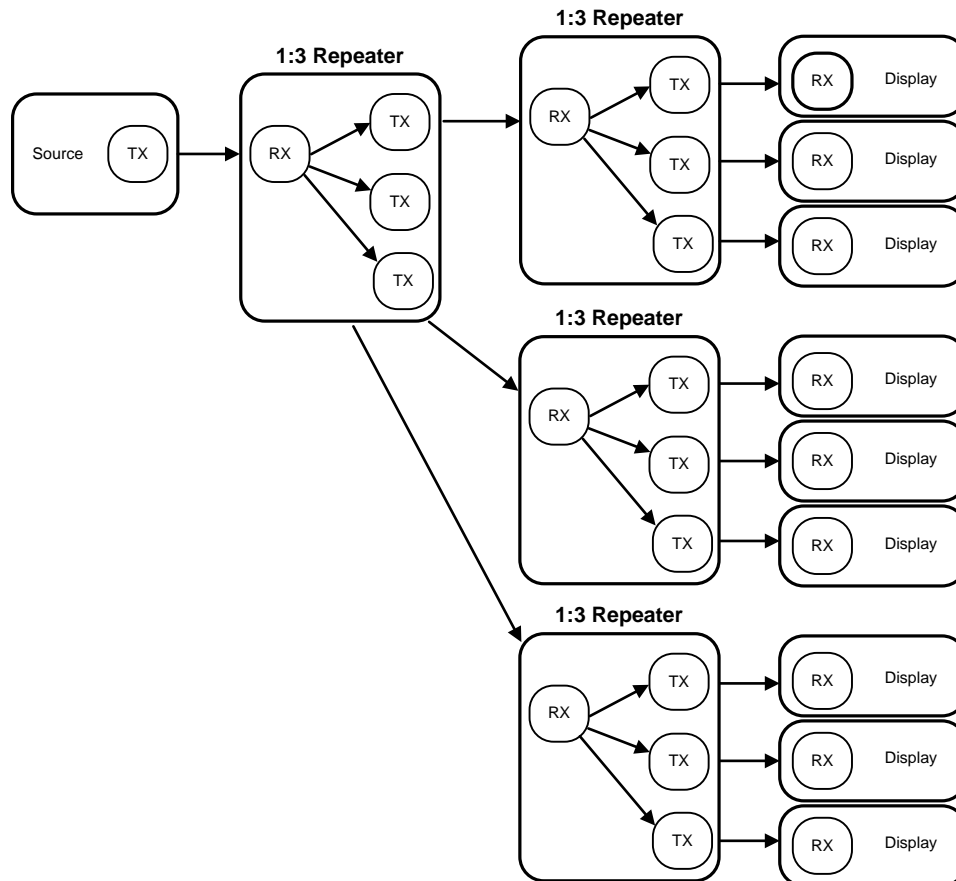 1:3 Repeater
1:3 Repeater
Source
TX
RX
TX
TX
TX
RX
TX
TX
TX
RX
Display
RX
Display
RX
Display
1:3 Repeater
RX
TX
TX
TX
RX
Display
RX
Display
RX
Display
1:3 Repeater
RX
TX
TX
TX
RX
Display
RX
Display
RX
Display